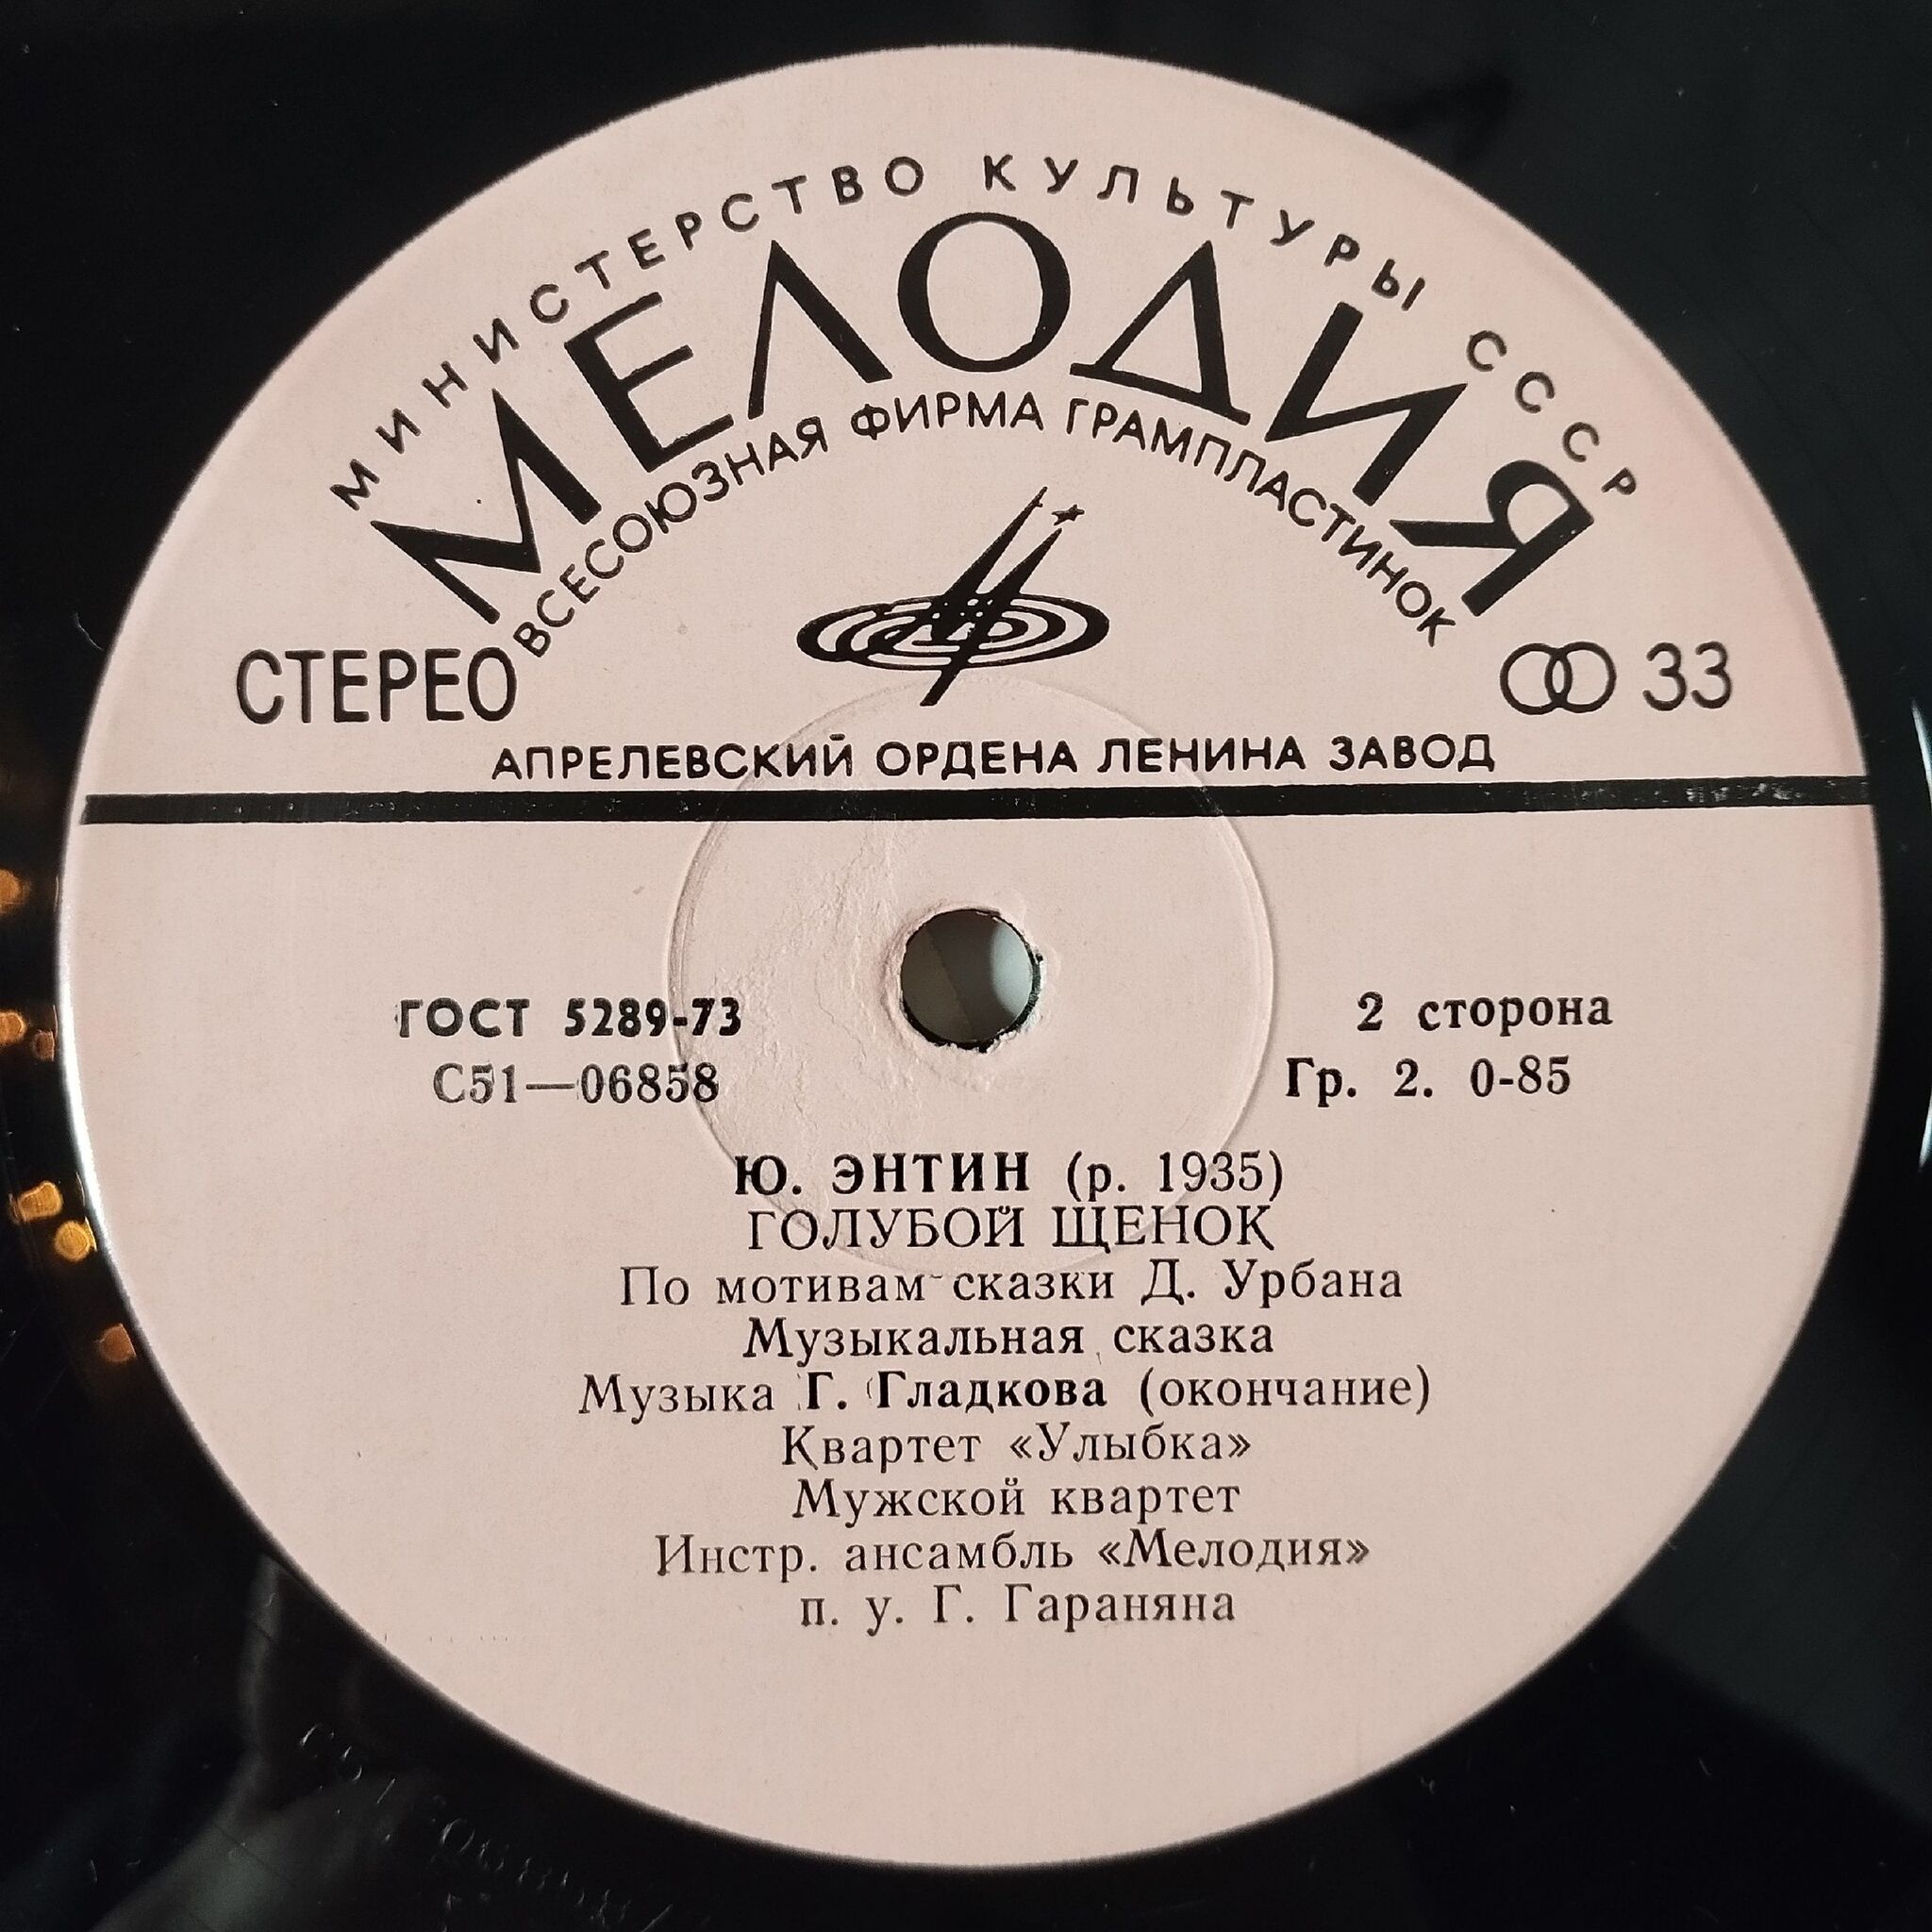 МИНИСТЕРСТВО КУЛЬТУРЫ СССР
МЕЛОДИЯ
ВСЕСОЮЗНАЯ ФИРМА ГРАМПЛАСТИНОК
СТЕРЕО
33
АПРЕЛЕВСКИЙ ОРДЕНА ЛЕНИНА ЗАВОД
ГОСТ 5289-73
2 сторона
С51—06858
Гр. 2. 0-85
Ю. ЭНТИН (р. 1935)
ГОЛУБОЙ ЩЕНОК
По мотивам сказки Д. Урбана
Музыкальная сказка
Музыка Г. Гладкова (окончание)
Квартет «Улыбка»
Мужской квартет
Инстр. ансамбль «Мелодия»
п. у. Г. Гараняна